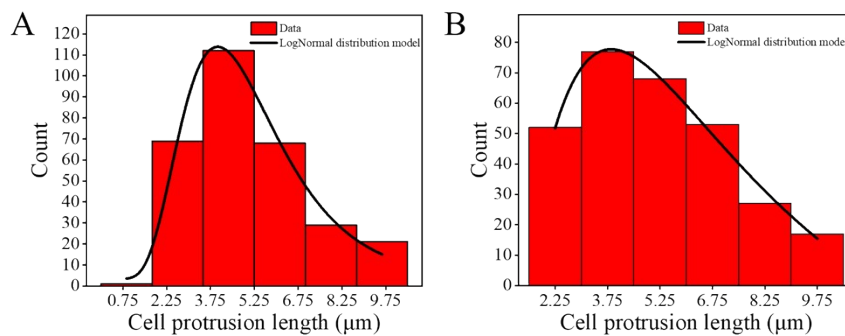 A
B
Data
LogNormal distribution model
Count
120
110
100
90
80
70
60
50
40
30
20
10
0
0.75 2.25 3.75 5.25 6.75 8.25 9.75
Cell protrusion length (μm)
Data
LogNormal distribution mode
Count
80
70
60
50
40
30
20
10
0
2.25 3.75 5.25 6.75 8.25 9.75
Cell protrusion length (μm)